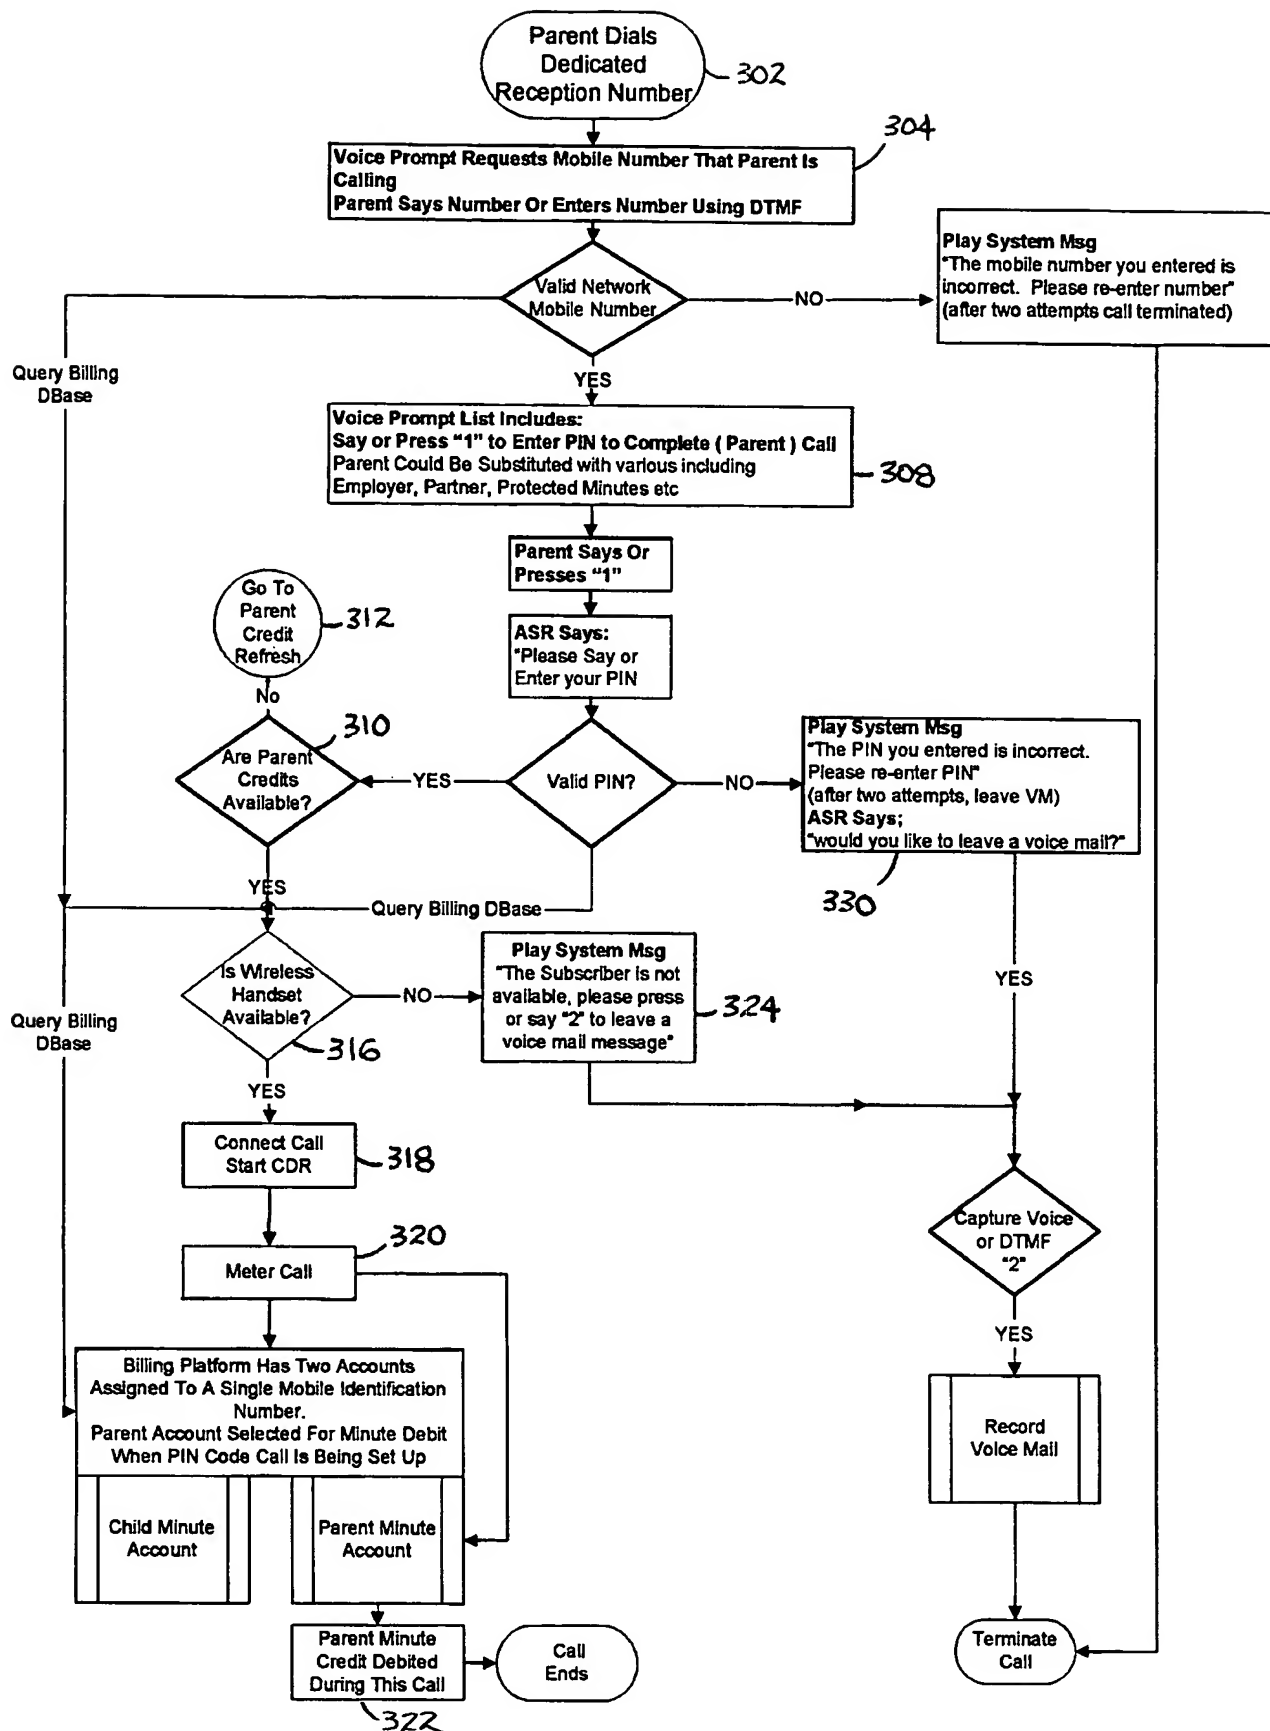 Parent Dials
Dedicated
Reception Number
302
304
Voice Prompt Requests Mobile Number That Parent Is
Calling
Parent Says Number Or Enters Number Using DTMF
Play System Msg
"The mobile number you entered is
incorrect. Please re-enter number"
(after two attempts call terminated)
Valid Network
Mobile Number
NO
YES
Query Billing
DBase
Voice Prompt List Includes:
Say or Press "1" to Enter PIN to Complete ( Parent ) Call
Parent Could Be Substituted with various including
Employer, Partner, Protected Minutes etc
308
Parent Says Or
Presses "1"
Go To
Parent
Credit
Refresh
312
ASR Says:
"Please Say or
Enter your PIN
No
310
Are Parent
Credits
Available?
YES
Valid PIN?
NO
Play System Msg
"The PIN you entered is incorrect.
Please re-enter PIN"
(after two attempts, leave VM)
ASR Says;
"would you like to leave a voice mail?"
330
YES
Query Billing DBase
Is Wireless
Handset
Available?
316
NO
Play System Msg
"The Subscriber is not
available, please press
or say "2" to leave a
voice mail message"
324
YES
Query Billing
DBase
YES
Connect Call
Start CDR
318
320
Meter Call
Capture Voice
or DTMF
"2"
YES
Billing Platform Has Two Accounts
Assigned To A Single Mobile Identification
Number.
Parent Account Selected For Minute Debit
When PIN Code Call Is Being Set Up
Record
Voice Mail
Child Minute
Account
Parent Minute
Account
Parent Minute
Credit Debited
During This Call
322
Call
Ends
Terminate
Call